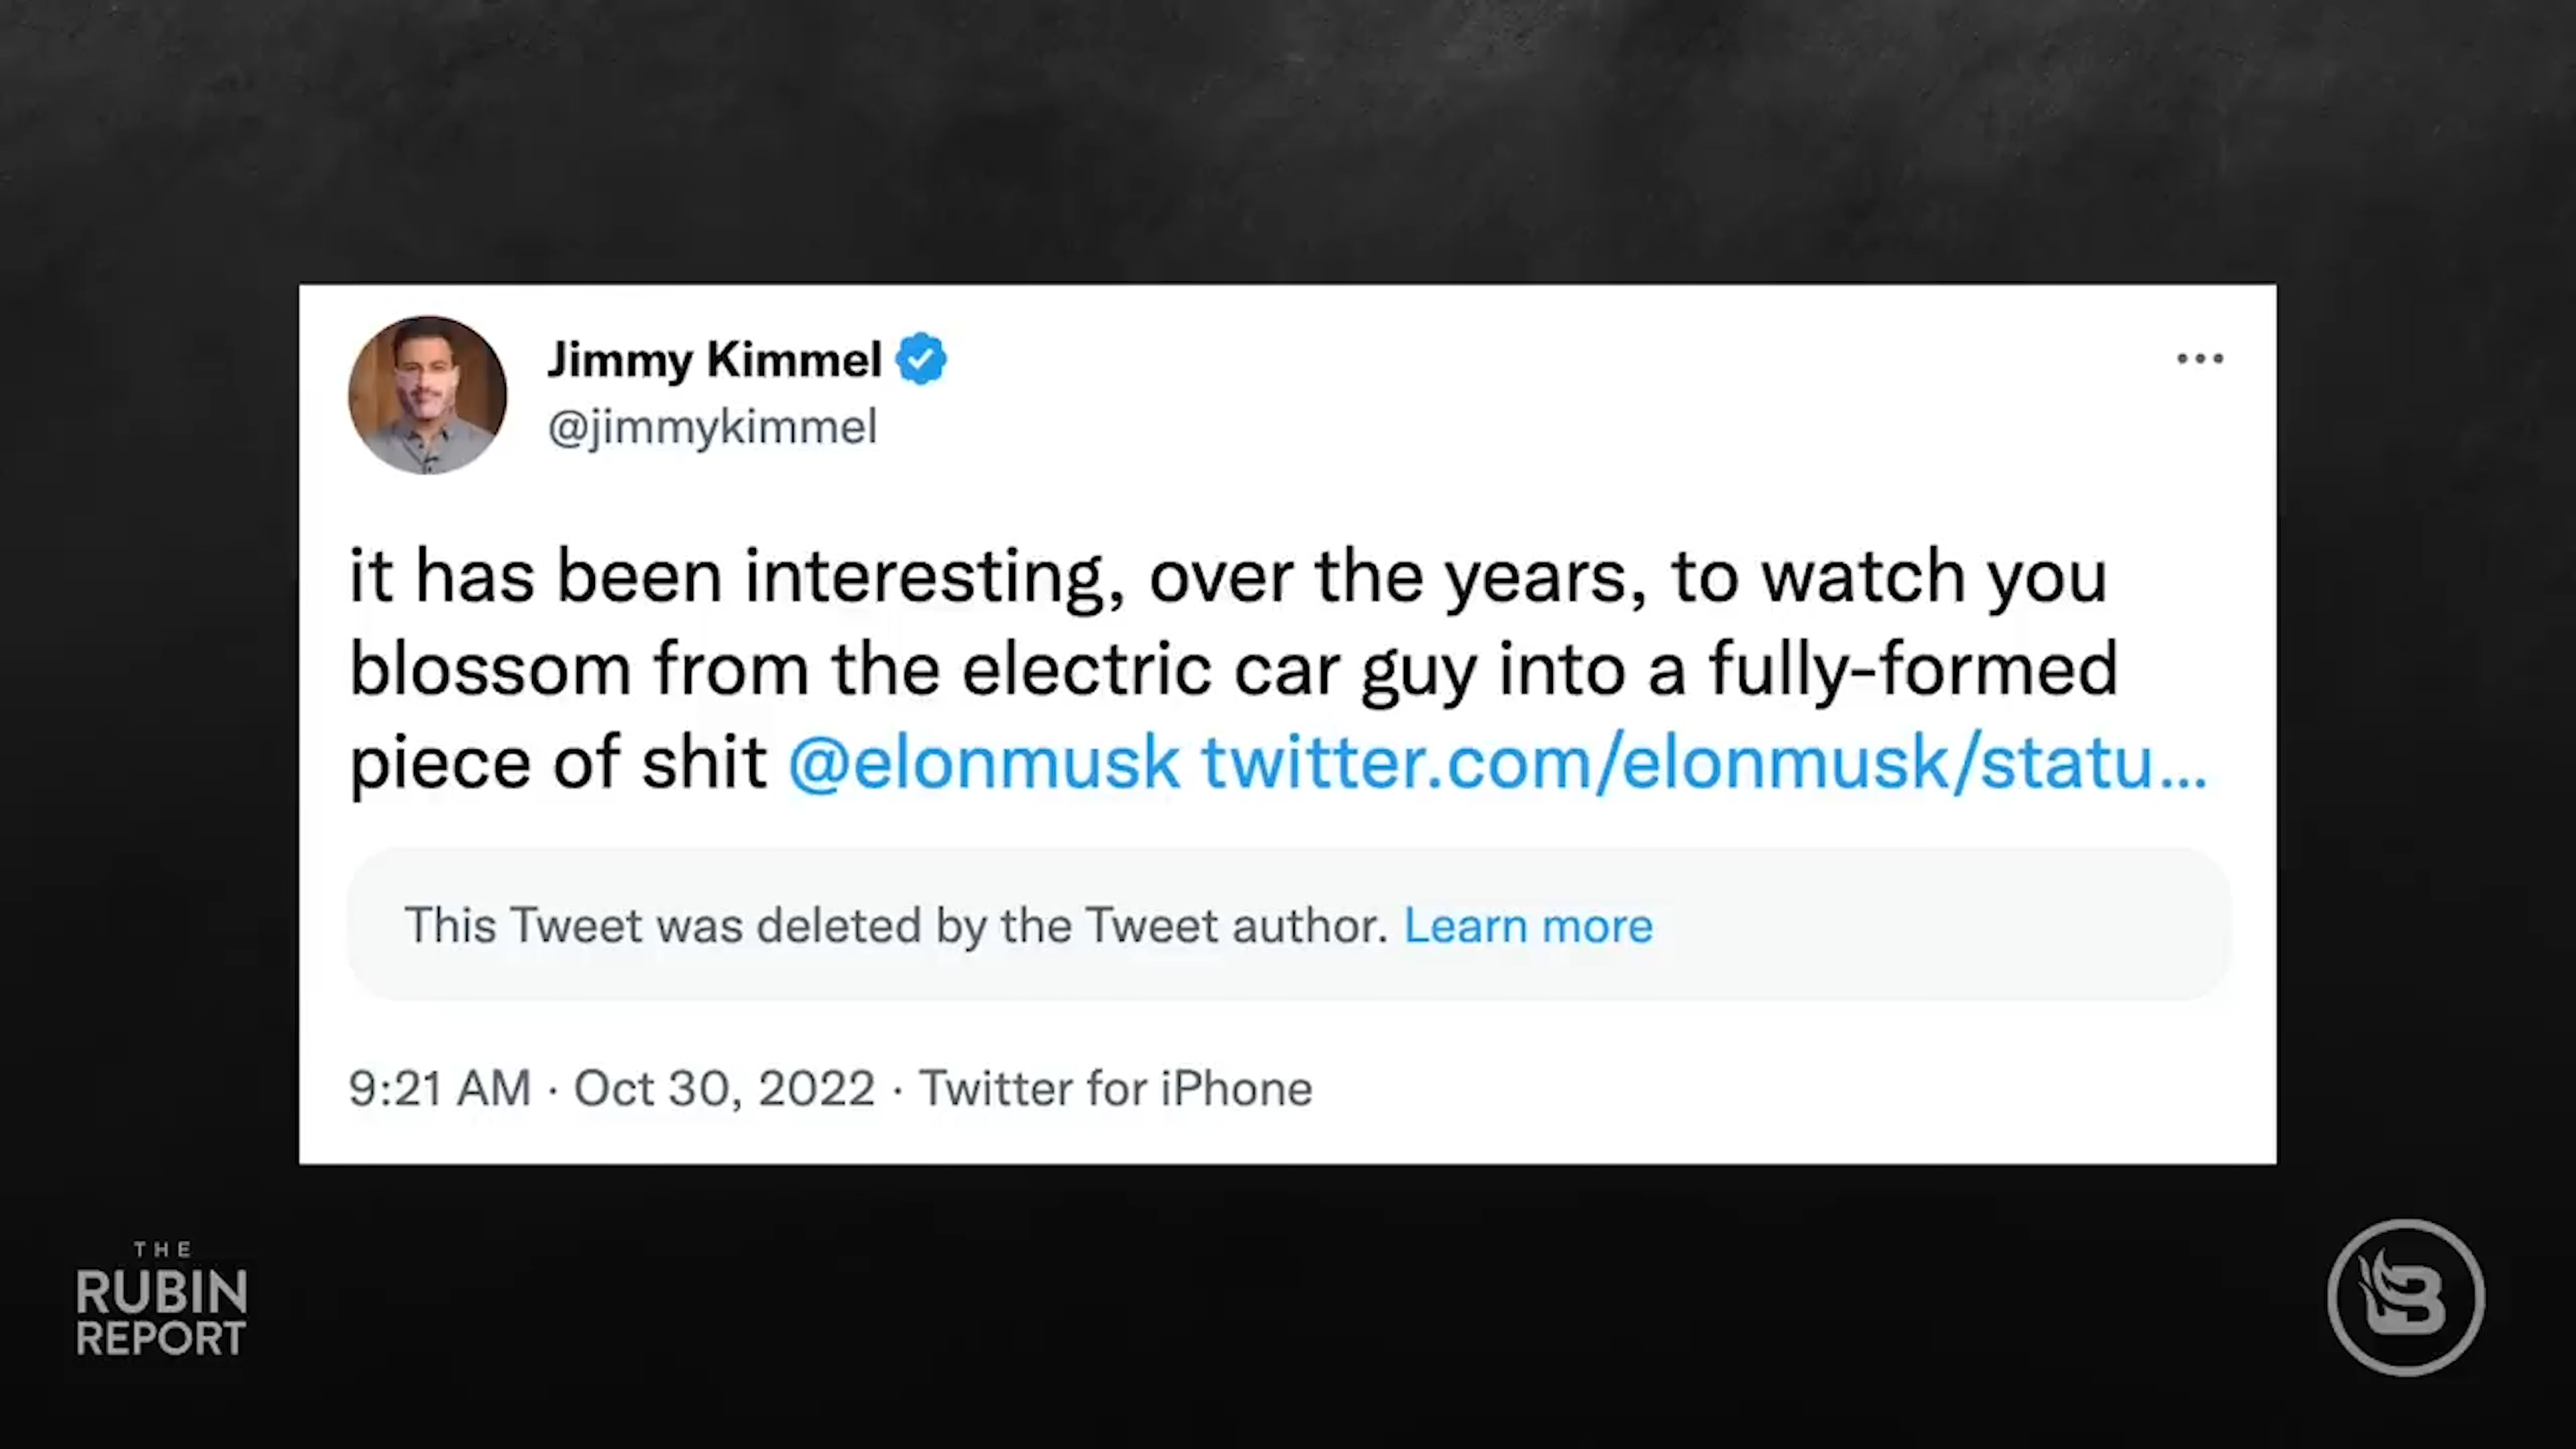 Jimmy Kimmel
@jimmykimmel
it has been interesting, over the years, to watch you
blossom from the electric car guy into a fully-formed
piece of shit @elonmusk twitter.com/elonmusk/statu...
This Tweet was deleted by the Tweet author. Learn more
9:21 AM · Oct 30, 2022 · Twitter for iPhone
THE
RUBIN
REPORT
B